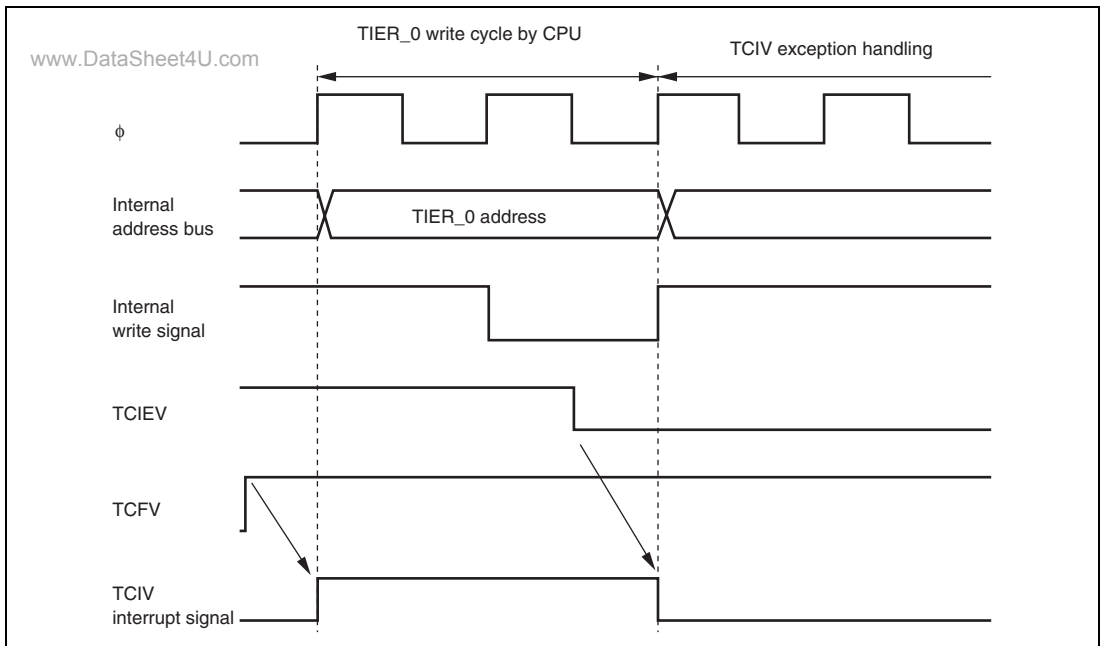 www.DataSheet4U.com
TIER_0 write cycle by CPU
TCIV exception handling
ϕ
Internal
address bus
TIER_0 address
Internal
write signal
TCIEV
TCFV
TCIV
interrupt signal